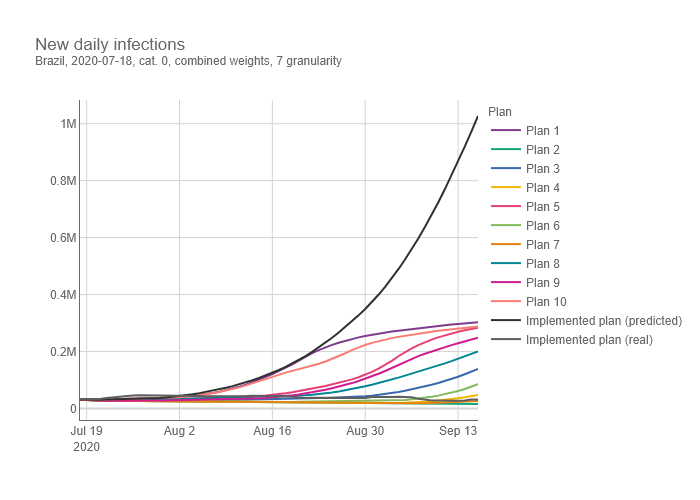 New daily infections
Brazil, 2020-07-18, cat. 0, combined weights, 7 granularity
Plan
1M
0.8M
0.6M
0.4M
0.2M
0
Jul 19
2020
Aug 2
Aug 16
Aug 30
Sep 13
Plan 1
Plan 2
Plan 3
Plan 4
Plan 5
Plan 6
Plan 7
Plan 8
Plan 9
Plan 10
Implemented plan (predicted)
Implemented plan (real)